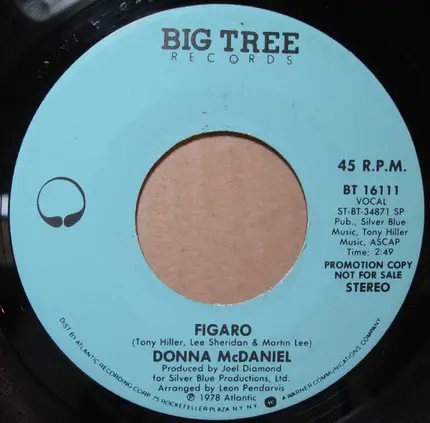 BIG TREE
RECORDS
45 R.P.M.
BT 16111
VOCAL
ST-BT-34871 SP
Pub., Silver Blue
Music, Tony Hiller
Music, ASCAP
Time: 2:49
PROMOTION COPY
NOT FOR SALE
STEREO
FIGARO
(Tony Hiller, Lee Sheridan & Martin Lee)
DONNA McDANIEL
Produced by Joel Diamond
for Silver Blue Productions, Ltd.
Arranged by Leon Pendarvis
℗ 1978 Atlantic
DIST BY ATLANTIC RECORDING CORP 75 ROCKEFELLER PLAZA N.Y. N.Y. A WARNER COMMUNICATIONS COMPANY